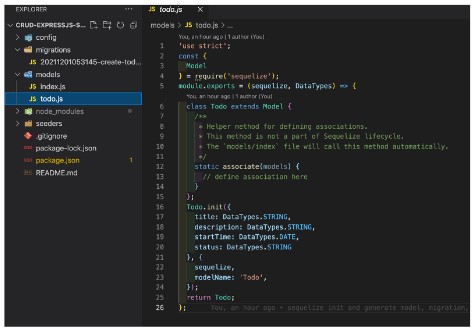 EXPLORER
CRUD-EXPRESSJS-S...
config
migrations
20211201053145-create-tod...
models
index.js
todo.js
node_modules
seeders
.gitignore
package-lock.json
package.json 1
README.md
todo.js
models > JS todo.js > ...
You, an hour ago | 1 author (You)
1 'use strict';
2 const {
3 Model
4 } = require('sequelize');
5 module.exports = (sequelize, DataTypes) => {
You, an hour ago | 1 author (You)
6 class Todo extends Model {
7 /**
8 * Helper method for defining associations.
9 * This method is not a part of Sequelize lifecycle.
10 * The `models/index` file will call this method automatically.
11 */
12 static associate(models) {
13 // define association here
14 }
15 };
16 Todo.init({
17 title: DataTypes.STRING,
18 description: DataTypes.STRING,
19 startTime: DataTypes.DATE,
20 status: DataTypes.STRING
21 }, {
22 sequelize,
23 modelName: 'Todo',
24 });
25 return Todo;
26 }; You, an hour ago • sequelize init and generate model, migration